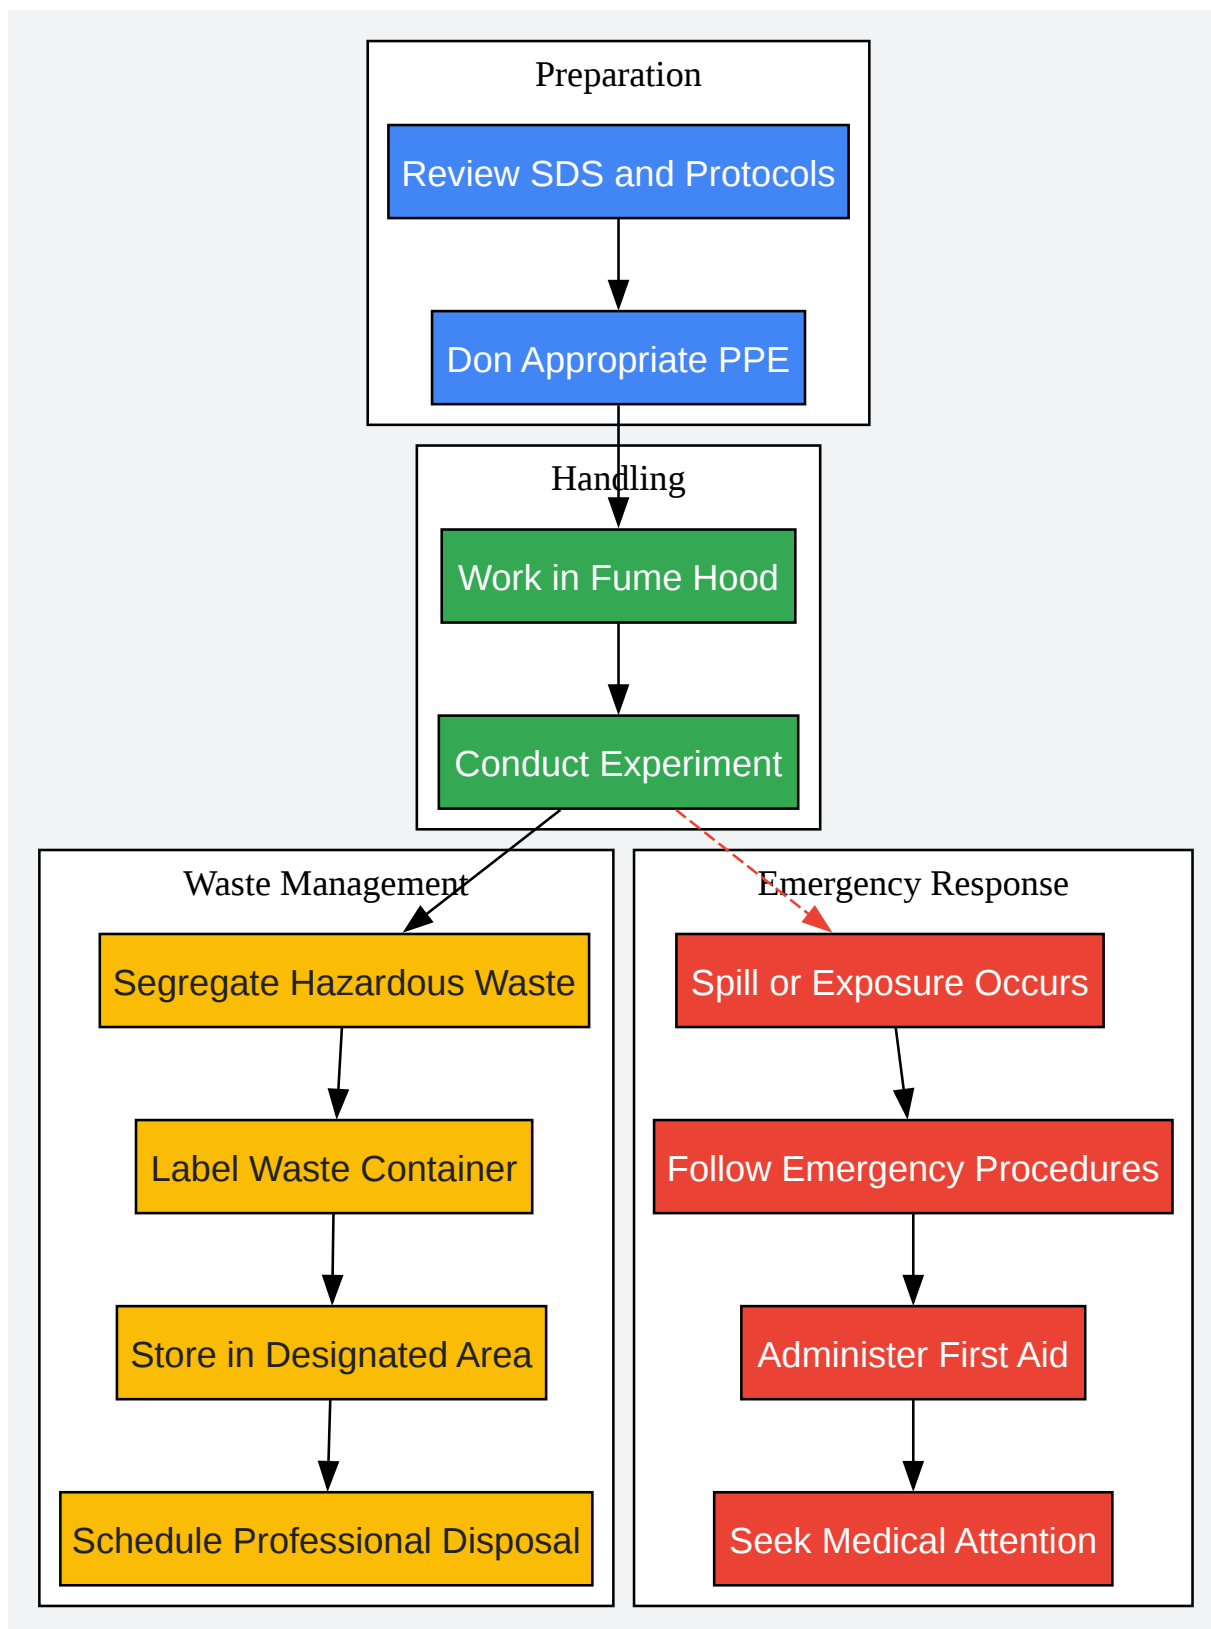 Preparation
Review SDS and Protocols
Don Appropriate PPE
Handling
Work in Fume Hood
Conduct Experiment
Waste Management
Segregate Hazardous Waste
Label Waste Container
Store in Designated Area
Schedule Professional Disposal
Emergency Response
Spill or Exposure Occurs
Follow Emergency Procedures
Administer First Aid
Seek Medical Attention